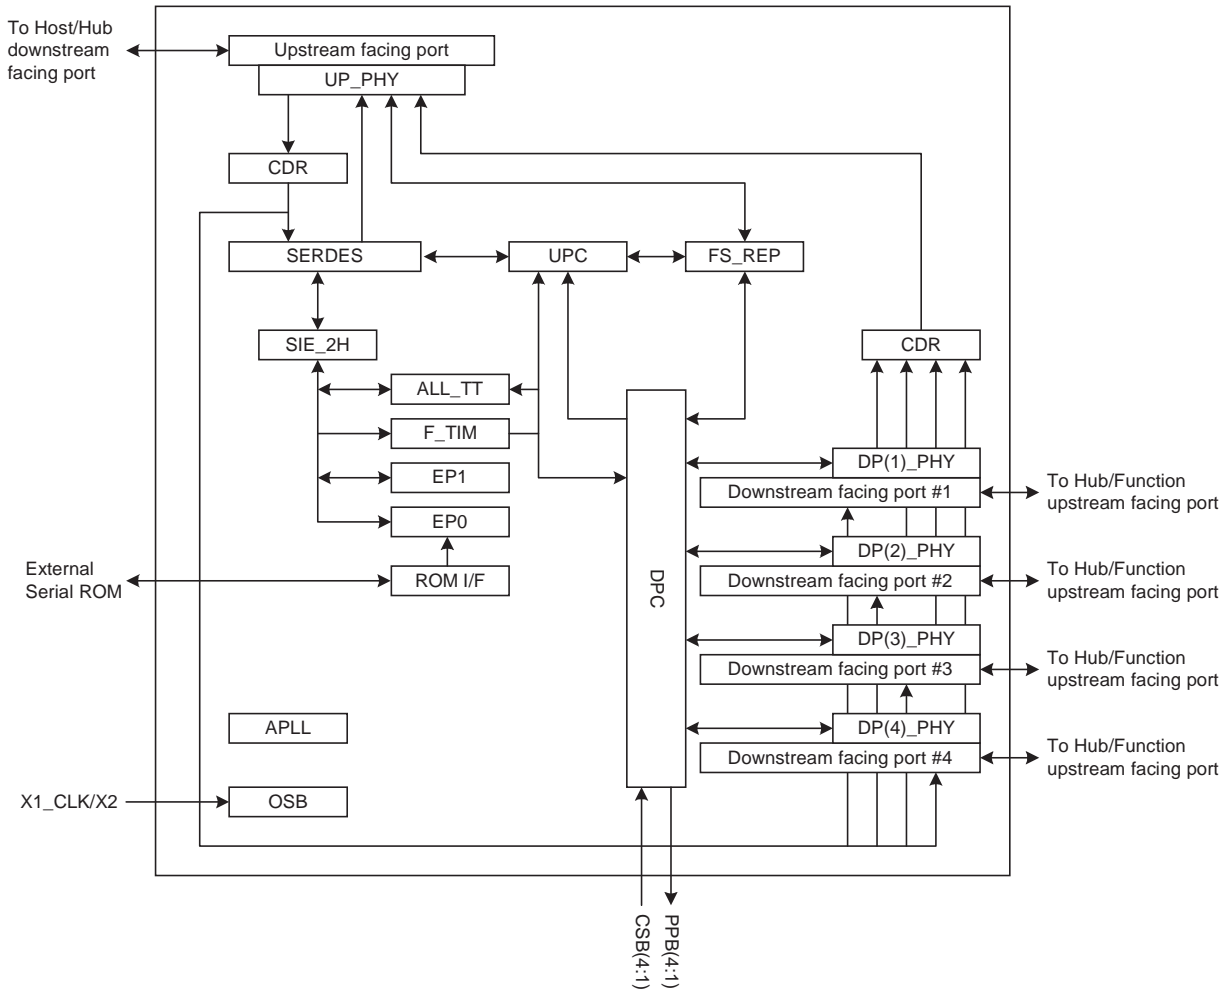 To Host/Hub
downstream
facing port
Upstream facing port
UP_PHY
CDR
SERDES
UPC
FS_REP
SIE_2H
CDR
ALL_TT
F_TIM
EP1
EP0
ROM I/F
External
Serial ROM
DPC
DP(1)_PHY
Downstream facing port #1
To Hub/Function
upstream facing port
DP(2)_PHY
Downstream facing port #2
To Hub/Function
upstream facing port
DP(3)_PHY
Downstream facing port #3
To Hub/Function
upstream facing port
DP(4)_PHY
Downstream facing port #4
To Hub/Function
upstream facing port
APLL
X1_CLK/X2
OSB
CSB(4:1)
PPB(4:1)